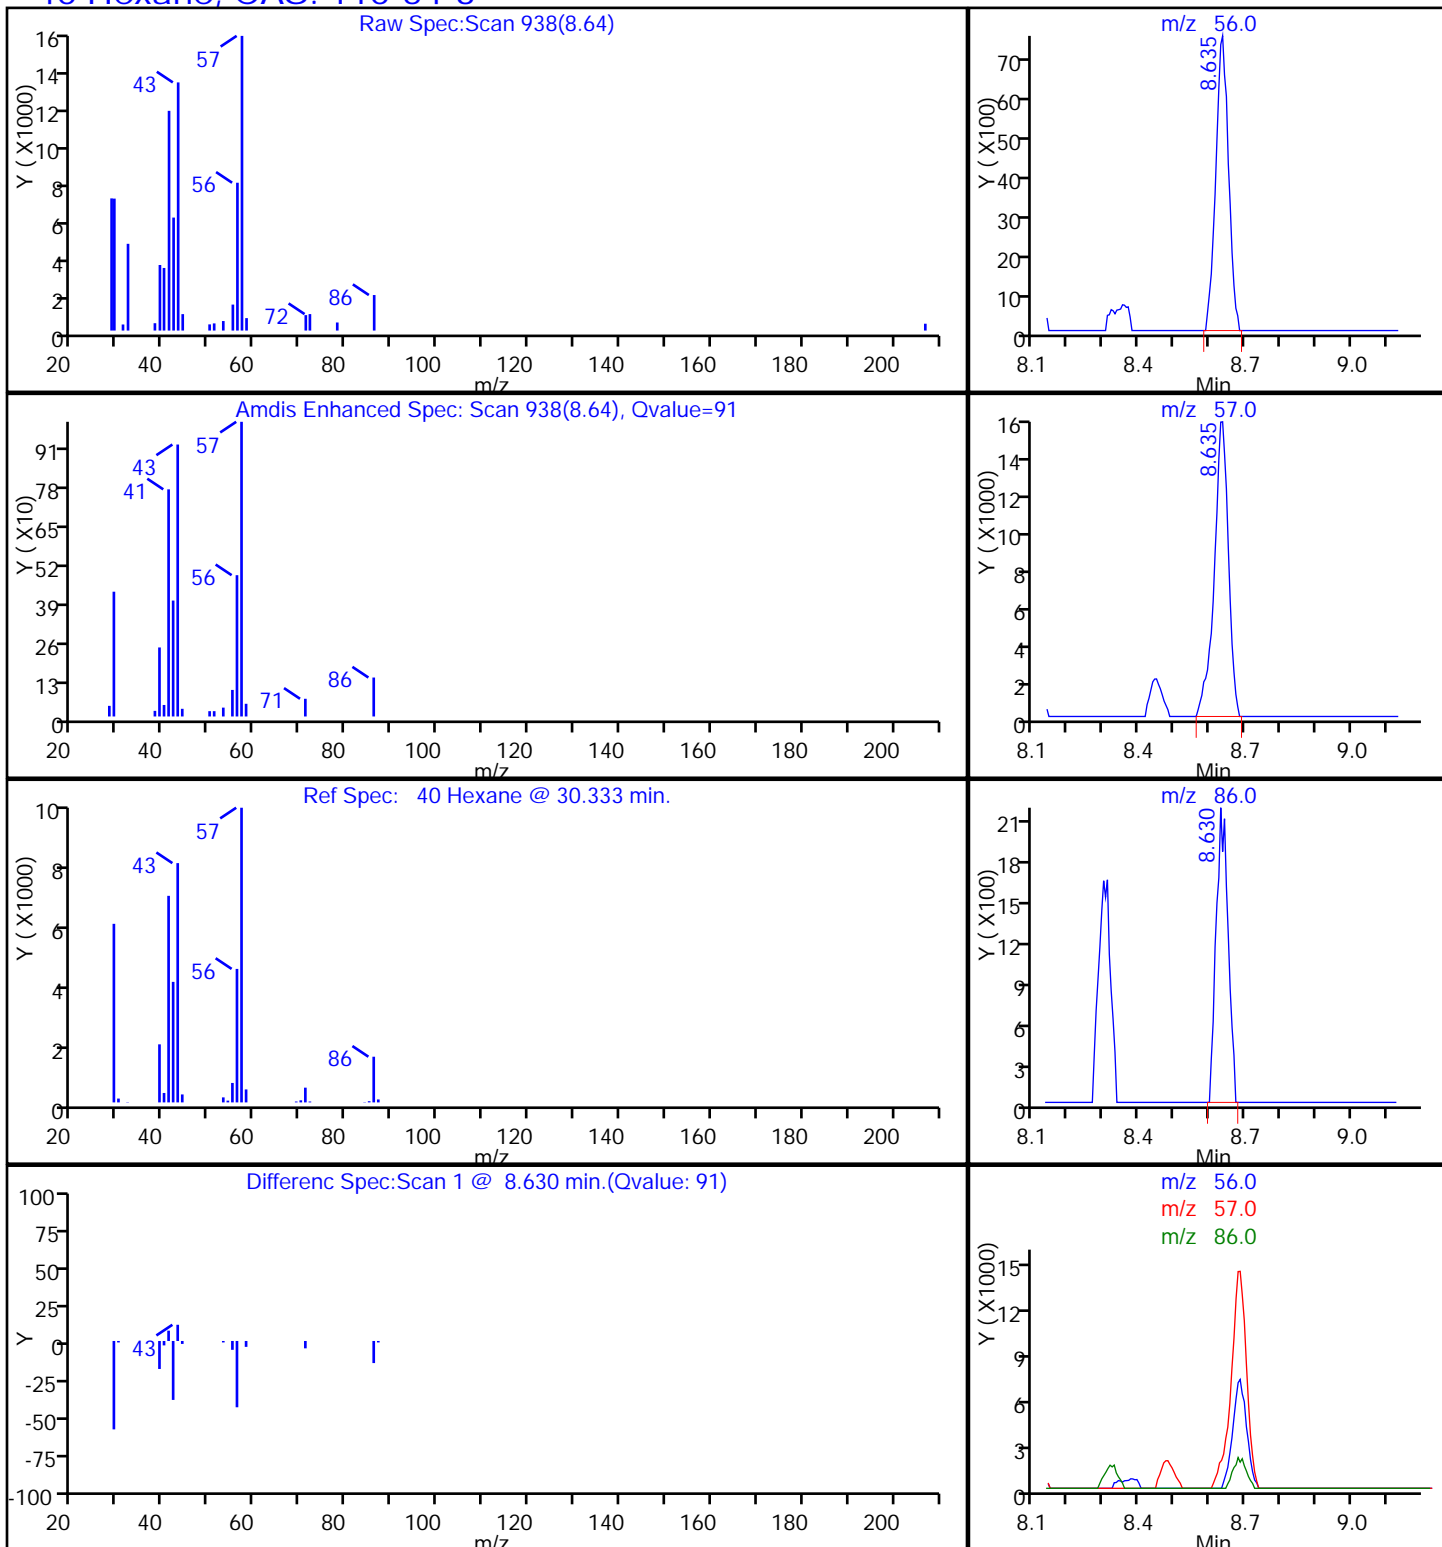 40 Hexane, CAS: 110-54-3
Raw Spec:Scan 938(8.64)
Y ( X1000)
16
14
12
10
8
6
4
2
0
57
43
56
72
86
20 40 60 80 100 120 140 160 180 200
m/z
m/z 56.0
Y ( X100)
70
60
50
40
30
20
10
0
8.635
8.1 8.4 8.7 9.0
Min
Amdis Enhanced Spec: Scan 938(8.64), Qvalue=91
Y ( X10)
91
78
65
52
39
26
13
0
57
43
41
56
71
86
20 40 60 80 100 120 140 160 180 200
m/z
m/z 57.0
Y ( X1000)
16
14
12
10
8
6
4
2
0
8.635
8.1 8.4 8.7 9.0
Min
Ref Spec: 40 Hexane @ 30.333 min.
Y ( X1000)
10
8
6
4
2
0
57
43
56
86
20 40 60 80 100 120 140 160 180 200
m/z
m/z 86.0
Y ( X100)
21
18
15
12
9
6
3
0
8.630
8.1 8.4 8.7 9.0
Min
Differenc Spec:Scan 1 @ 8.630 min.(Qvalue: 91)
Y
100
75
50
25
0
-25
-50
-75
-100
43
20 40 60 80 100 120 140 160 180 200
m/z
m/z 56.0
m/z 57.0
m/z 86.0
Y ( X1000)
15
12
9
6
3
0
8.1 8.4 8.7 9.0
Min